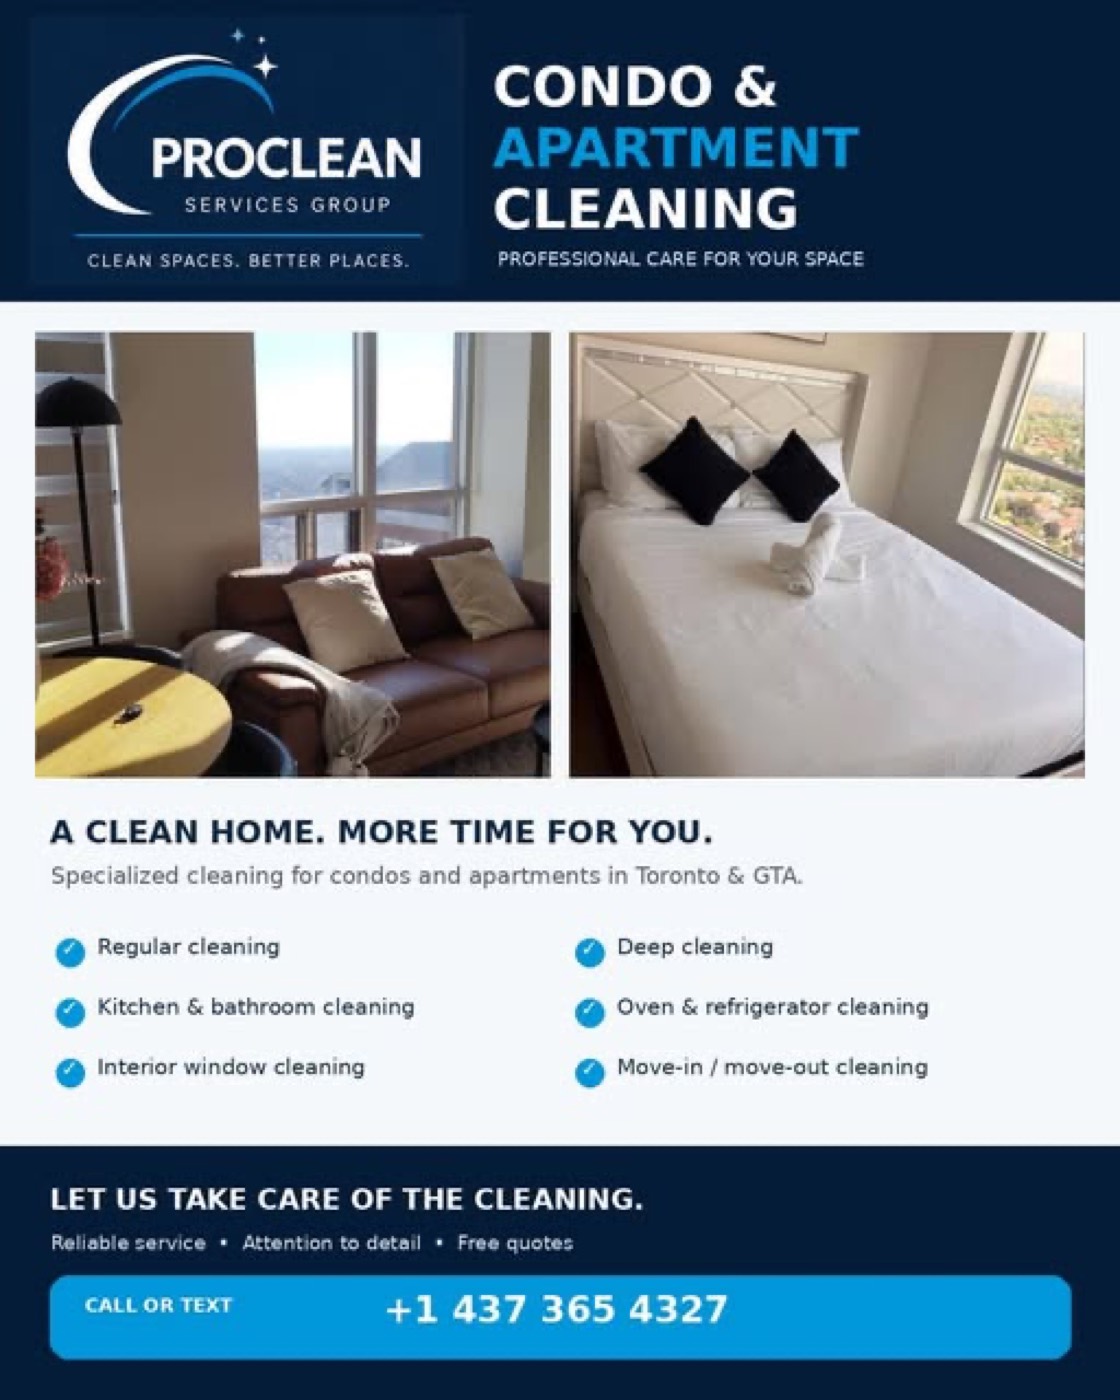 PROCLEAN
SERVICES GROUP
CLEAN SPACES. BETTER PLACES.
CONDO &
APARTMENT
CLEANING
PROFESSIONAL CARE FOR YOUR SPACE
A CLEAN HOME. MORE TIME FOR YOU.
Specialized cleaning for condos and apartments in Toronto & GTA.
Regular cleaning
Deep cleaning
Kitchen & bathroom cleaning
Oven & refrigerator cleaning
Interior window cleaning
Move-in / move-out cleaning
LET US TAKE CARE OF THE CLEANING.
Reliable service • Attention to detail • Free quotes
CALL OR TEXT +1 437 365 4327